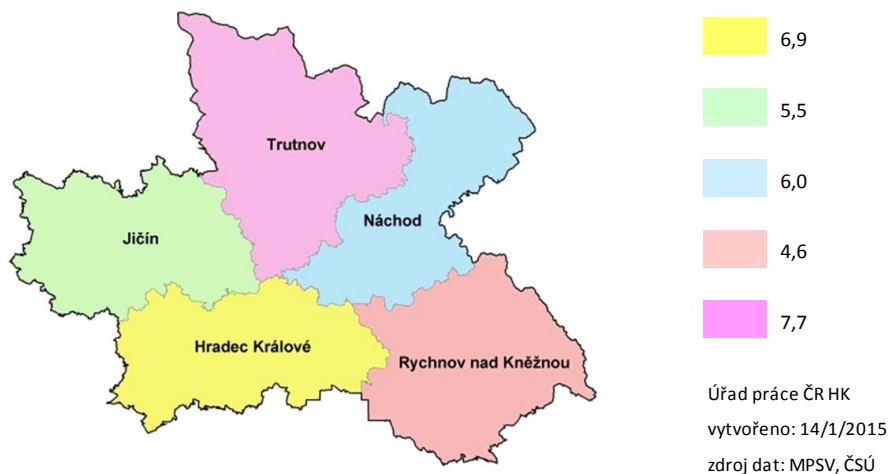 Trutnov
Náchod
Jičín
Hradec Králové
Rychnov nad Kněžnou
6,9
5,5
6,0
4,6
7,7
Úřad práce ČR HK
vytvořeno: 14/1/2015
zdroj dat: MPSV, ČSÚ